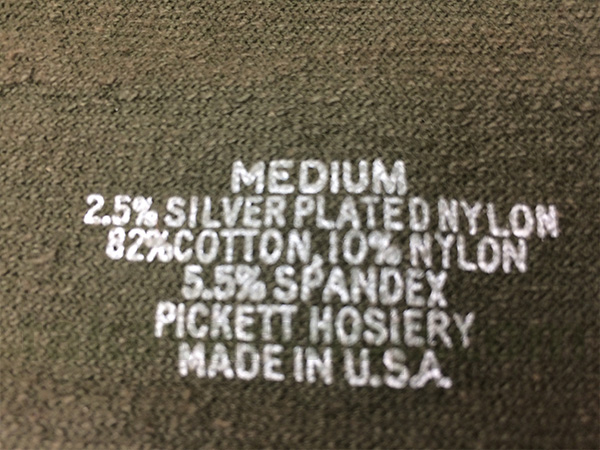 MEDIUM
2.5% SILVER PLATED NYLON
82% COTTON, 10% NYLON
5.5% SPANDEX
PICKETT HOSIERY
MADE IN U.S.A.